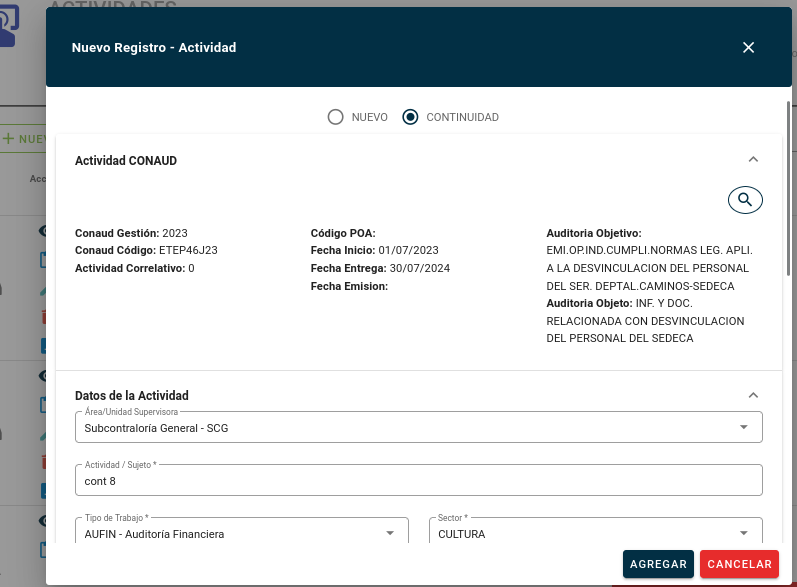 ACTIVIDADES
Nuevo Registro - Actividad
NUEVO
CONTINUIDAD
NUEV
Acc
Actividad CONAUD
Conaud Gestión: 2023
Conaud Código: ETEP46J23
Actividad Correlativo: 0
Código POA:
Fecha Inicio: 01/07/2023
Fecha Entrega: 30/07/2024
Fecha Emision:
Auditoria Objetivo:
EMI.OP.IND.CUMPLI.NORMAS LEG. APLI.
A LA DESVINCULACION DEL PERSONAL
DEL SER. DEPTAL.CAMINOS-SEDECA
Auditoria Objeto: INF. Y DOC.
RELACIONADA CON DESVINCULACION
DEL PERSONAL DEL SEDECA
Datos de la Actividad
Área/Unidad Supervisora
Subcontraloría General - SCG
Actividad / Sujeto *
cont 8
Tipo de Trabajo *
AUFIN - Auditoría Financiera
Sector *
CULTURA
AGREGAR
CANCELAR